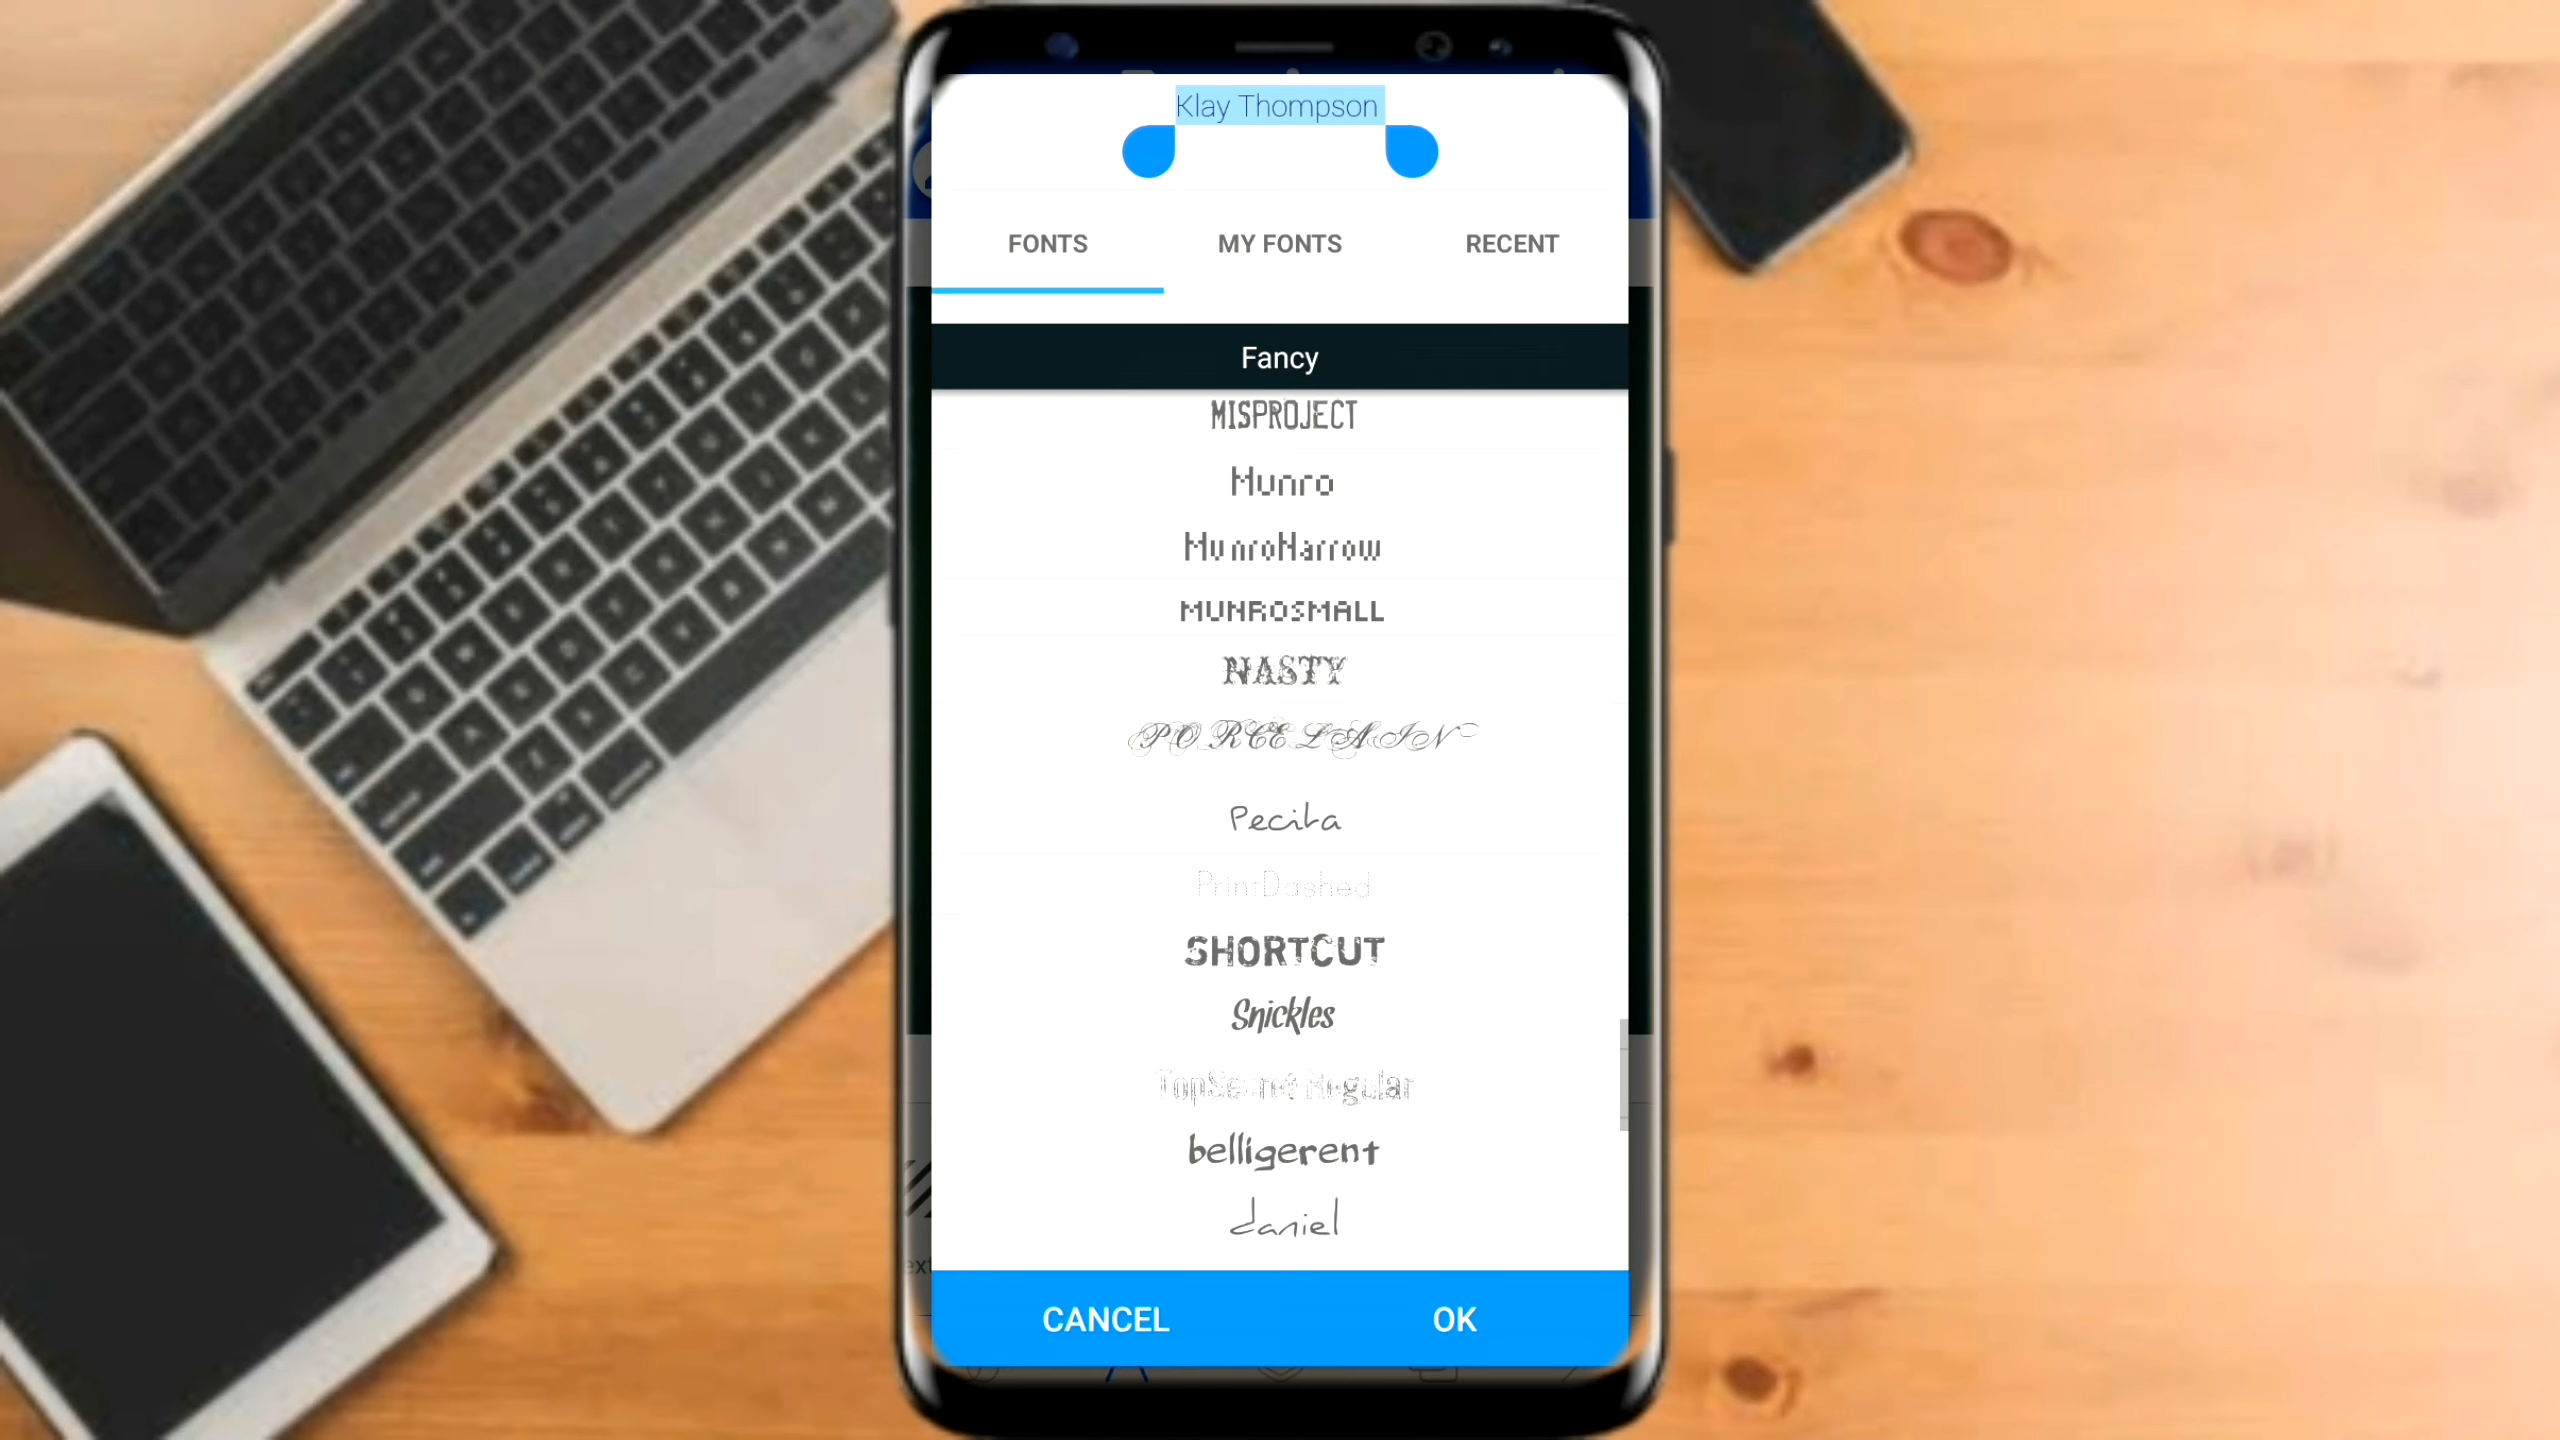 Klay Thompson
FONTS MY FONTS RECENT
Fancy
MISPROJECT
Munro
MunroNarrow
MUNROSMALL
NASTY
PORCELAIN
Pecita
PrintDashed
SHORTCUT
Snickles
TopSecret Regular
belligerent
daniel
ext
CANCEL OK